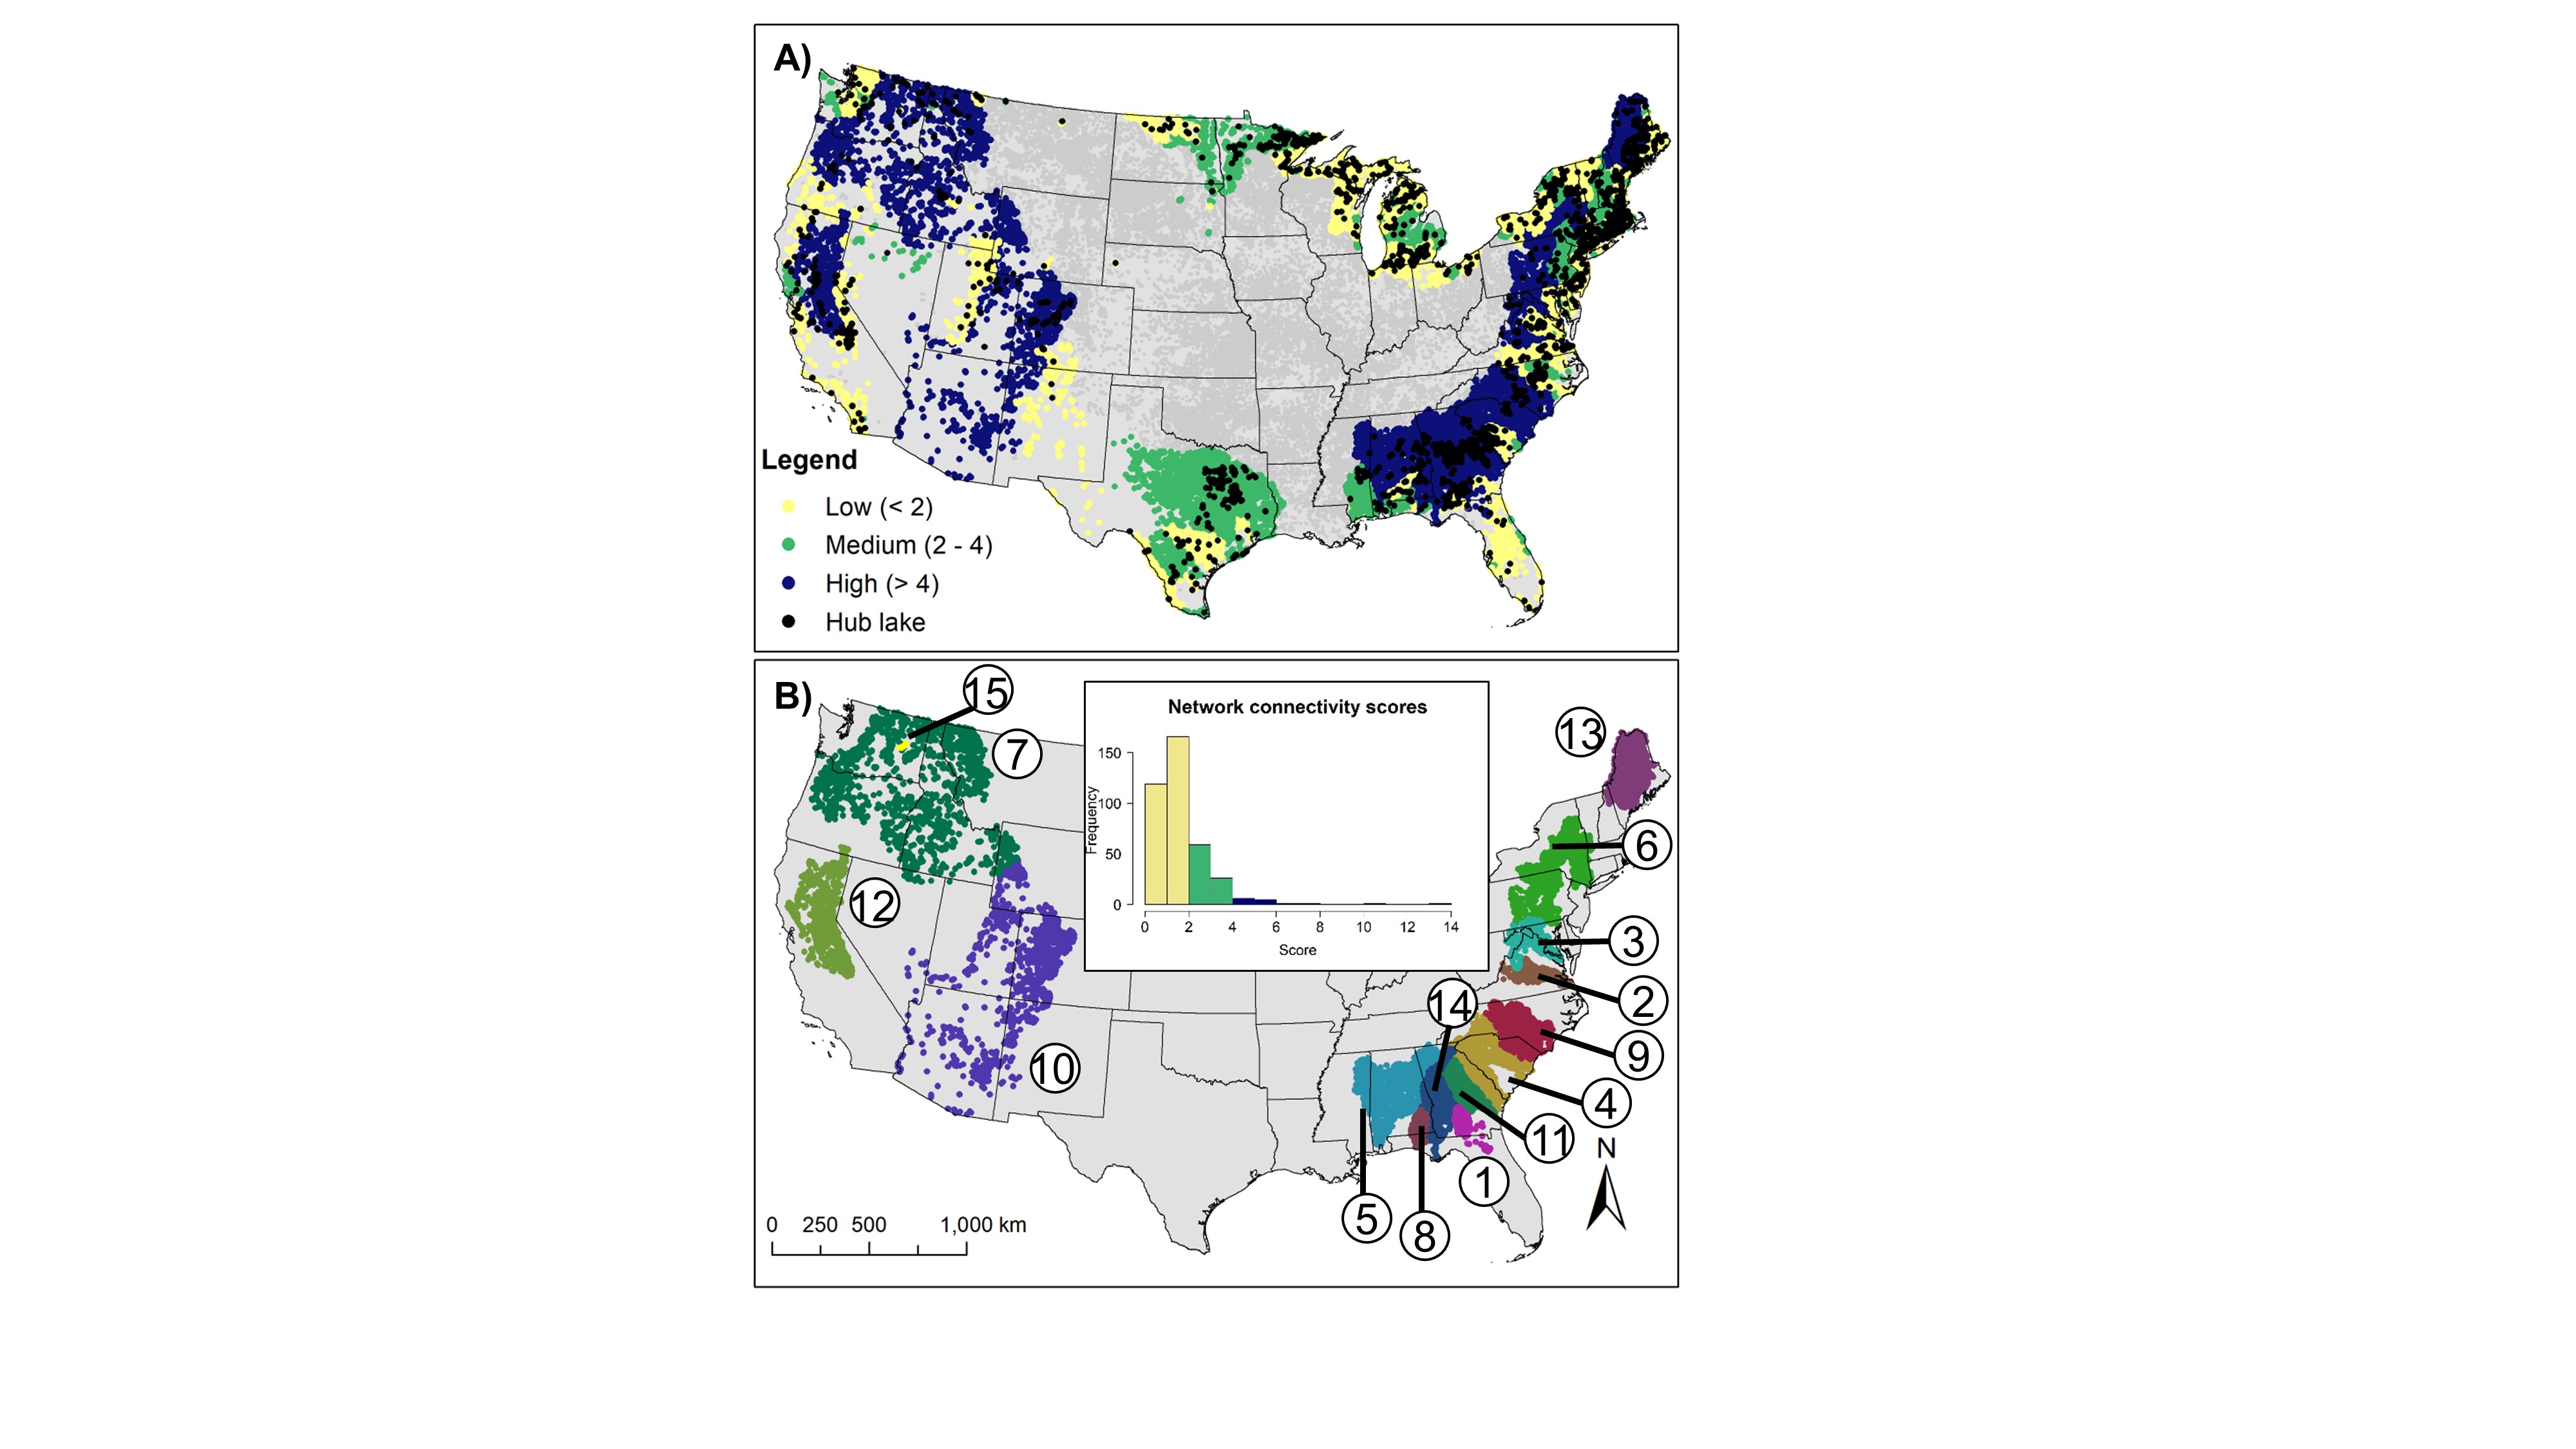 A)
Legend
Low (< 2)
Medium (2 - 4)
High (> 4)
Hub lake
B)
15
7
13
6
12
3
2
14
9
10
4
11
1
5
8
N
Network connectivity scores
Frequency
150
100
50
0
0 2 4 6 8 10 12 14
Score
0 250 500 1,000 km